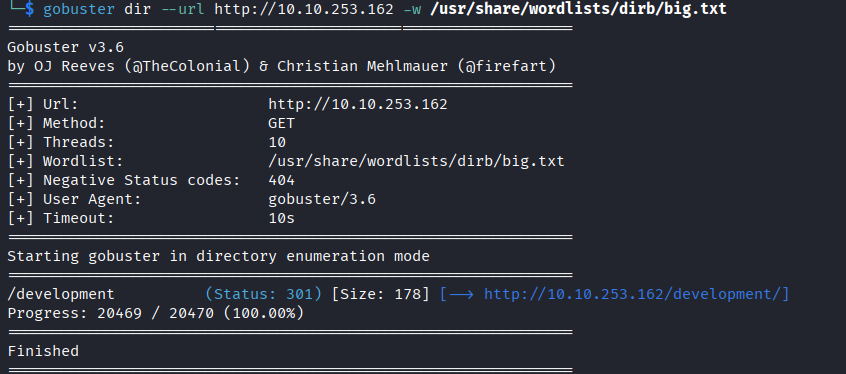 └─$ gobuster dir --url http://10.10.253.162 -w /usr/share/wordlists/dirb/big.txt
===============================================================
Gobuster v3.6
by OJ Reeves (@TheColonial) & Christian Mehlmauer (@firefart)
===============================================================
[+] Url:                     http://10.10.253.162
[+] Method:                  GET
[+] Threads:                 10
[+] Wordlist:                /usr/share/wordlists/dirb/big.txt
[+] Negative Status codes:   404
[+] User Agent:              gobuster/3.6
[+] Timeout:                 10s
===============================================================
Starting gobuster in directory enumeration mode
===============================================================
/development          (Status: 301) [Size: 178] [--> http://10.10.253.162/development/]
Progress: 20469 / 20470 (100.00%)
===============================================================
Finished
===============================================================